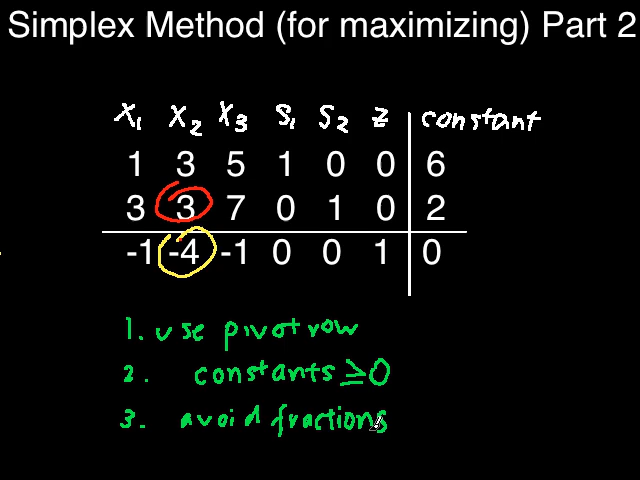 Simplex Method (for maximizing) Part 2
x₁ x₂ x₃ s₁ s₂ z constant
1 3 5 1 0 0 6
3 3 7 0 1 0 2
-1 -4 -1 0 0 1 0
1. use pivot row
2. constants ≥0
3. avoid fractions